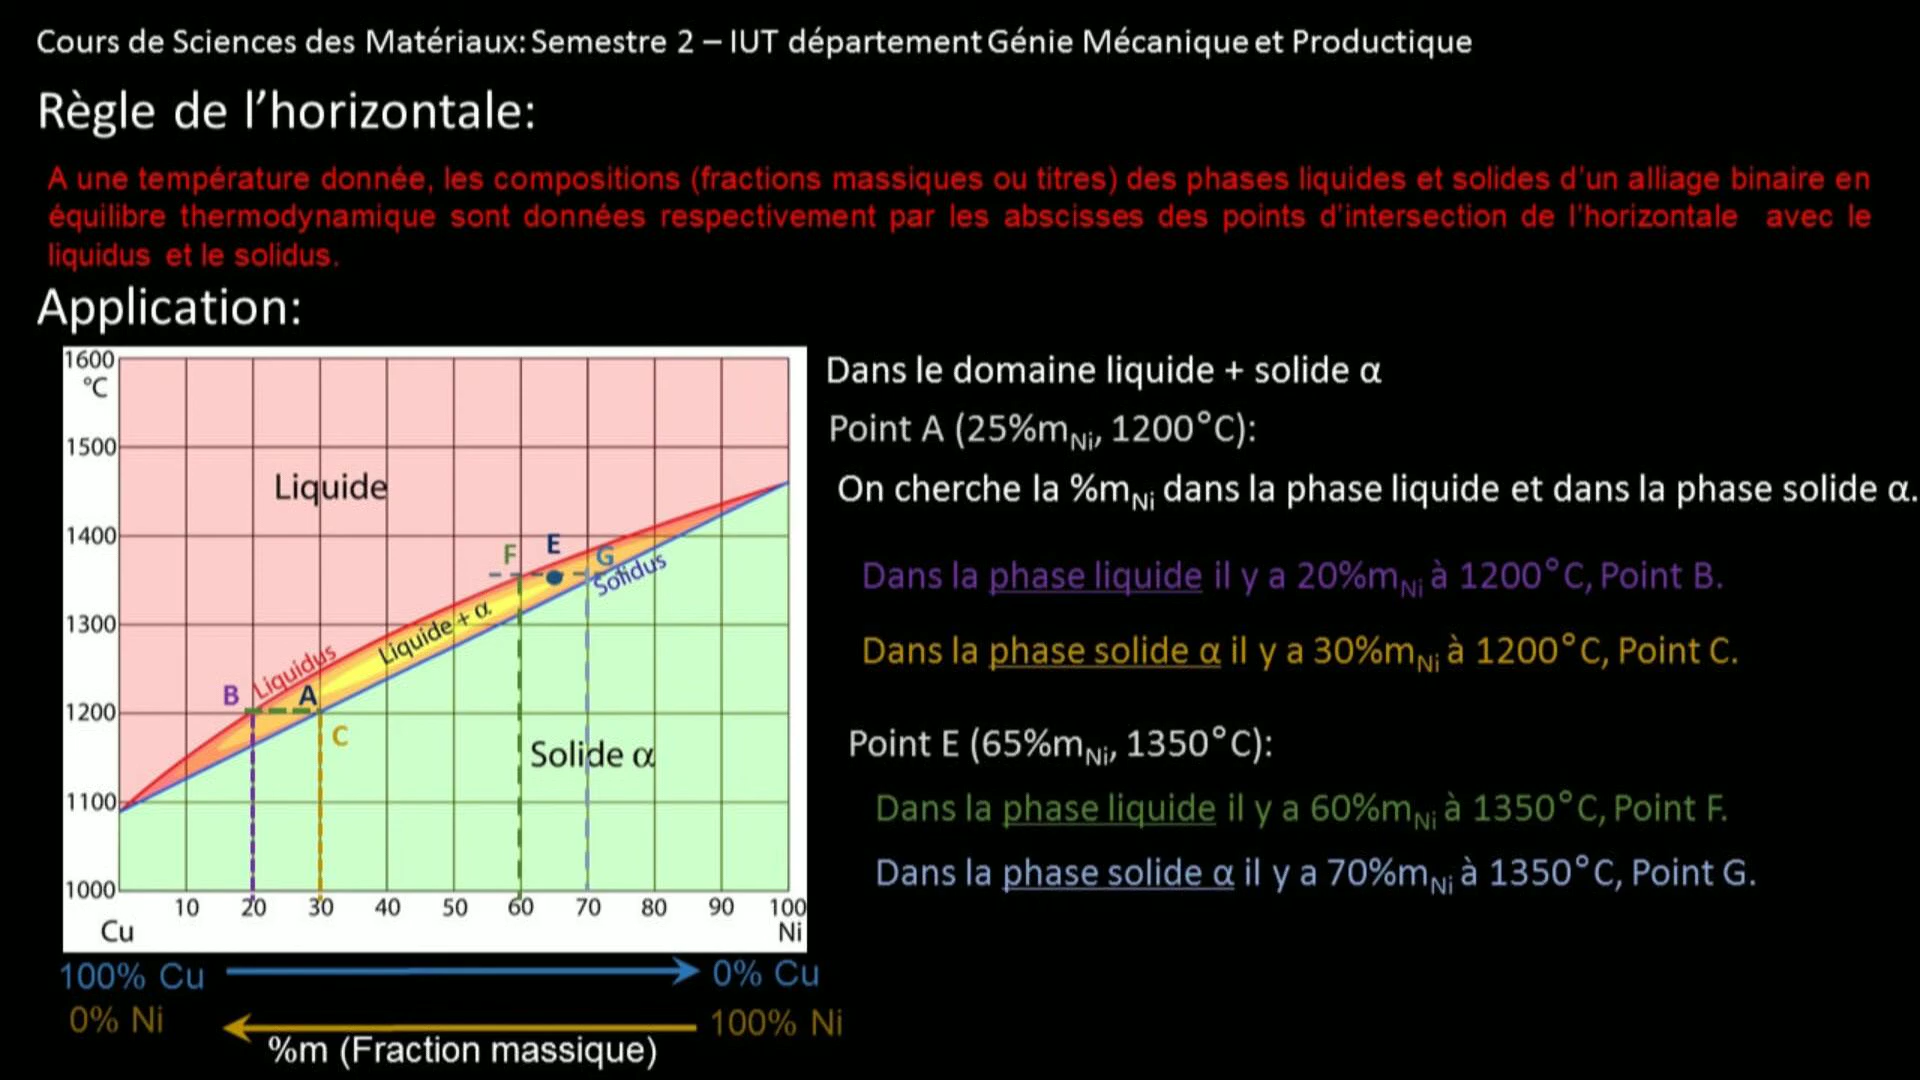 Cours de Sciences des Matériaux: Semestre 2 – IUT département Génie Mécanique et Productique
Règle de l’horizontale:
A une température donnée, les compositions (fractions massiques ou titres) des phases liquides et solides d’un alliage binaire en
équilibre thermodynamique sont données respectivement par les abscisses des points d’intersection de l’horizontale avec le
liquidus et le solidus.
Application:
1600
°C
1500
1400
1300
1200
1100
1000
Liquide
F
E
G
Solidus
Liquide + α
Liquidus
B
A
C
Solide α
10 20 30 40 50 60 70 80 90 100
Cu
Ni
100% Cu
0% Cu
0% Ni
100% Ni
%m (Fraction massique)
Dans le domaine liquide + solide α
Point A (25%mNi, 1200°C):
On cherche la %mNi dans la phase liquide et dans la phase solide α.
Dans la phase liquide il y a 20%mNi à 1200°C, Point B.
Dans la phase solide α il y a 30%mNi à 1200°C, Point C.
Point E (65%mNi, 1350°C):
Dans la phase liquide il y a 60%mNi à 1350°C, Point F.
Dans la phase solide α il y a 70%mNi à 1350°C, Point G.